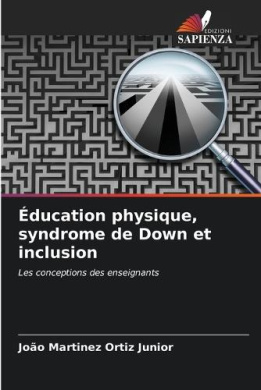 EDIZIONI
SAPIENZA
Éducation physique,
syndrome de Down et
inclusion
Les conceptions des enseignants
João Martinez Ortiz Junior